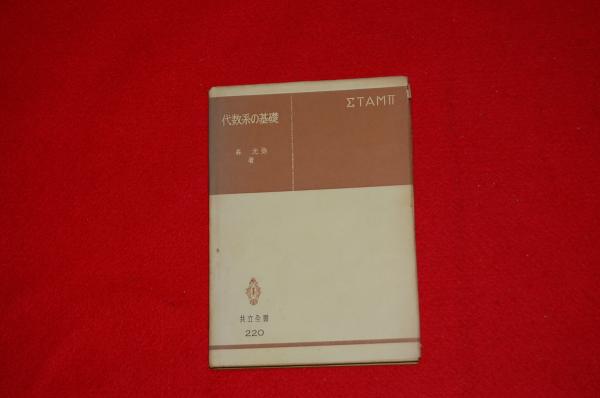 ΣTAMΠ
代数系の基礎
森 光弥
著
共立全書
220